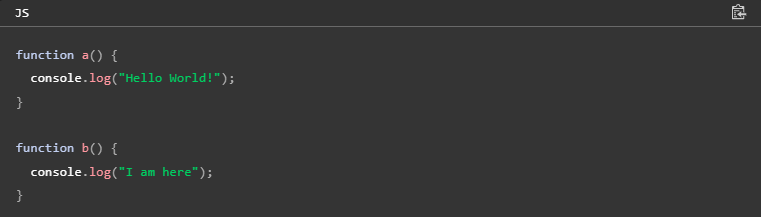 JS
function a() {
  console.log("Hello World!");
}

function b() {
  console.log("I am here");
}